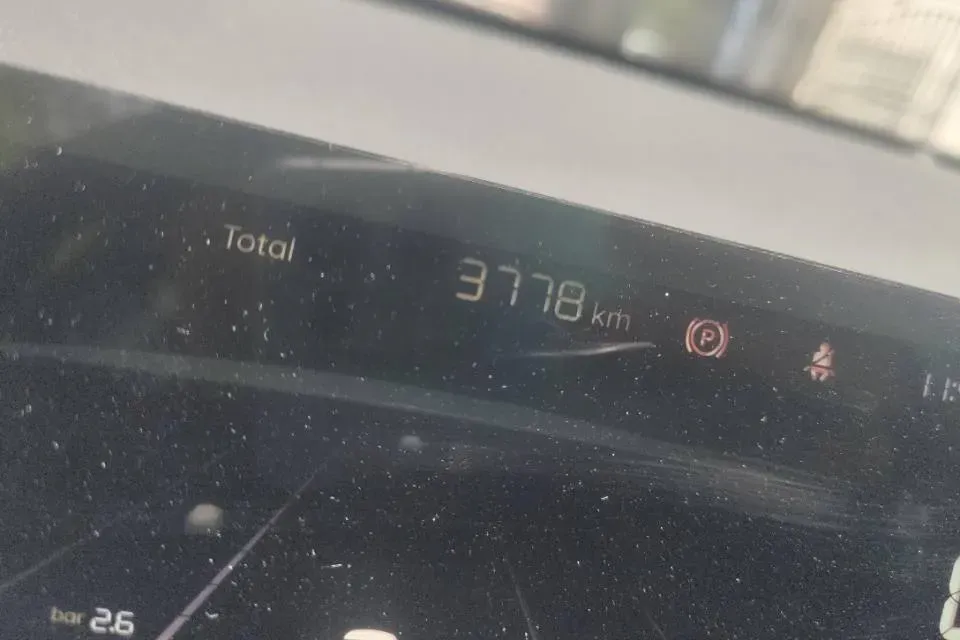 Total 3778 km
P
bar 2.6